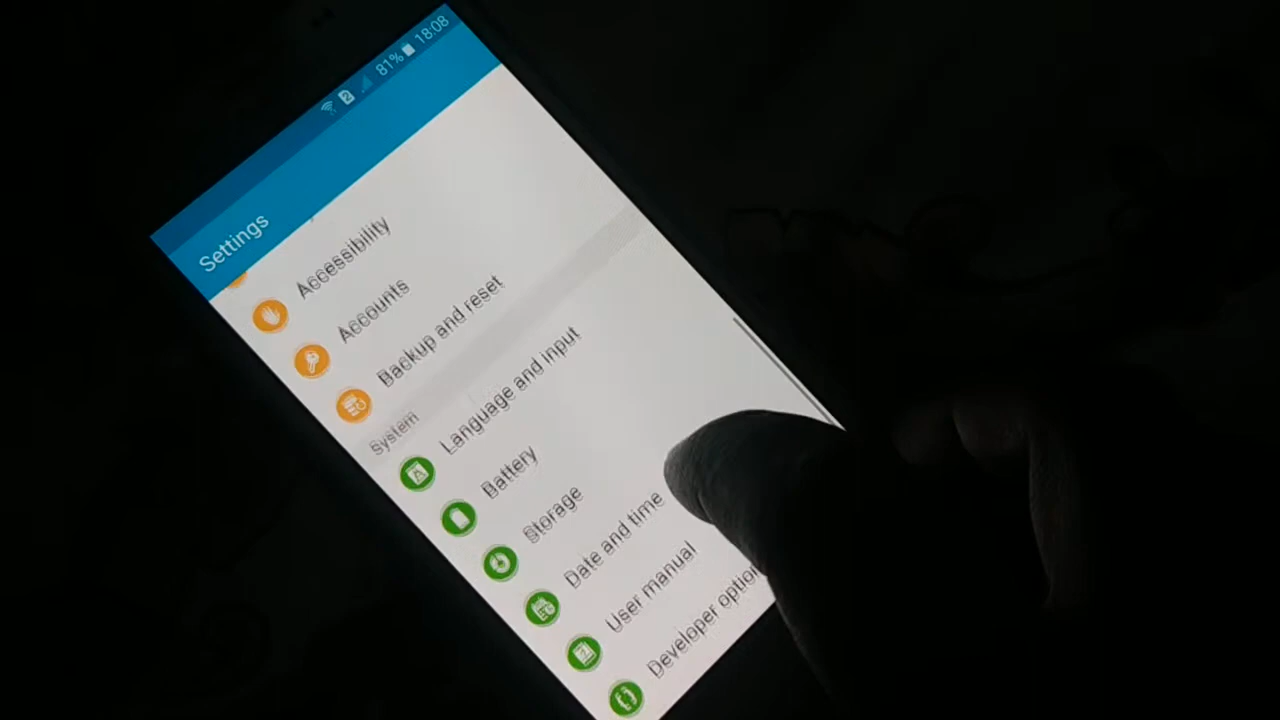 2 81% 18:08
Settings
Accessibility
Accounts
Backup and reset
System
Language and input
Battery
Storage
Date and time
User manual
Developer option